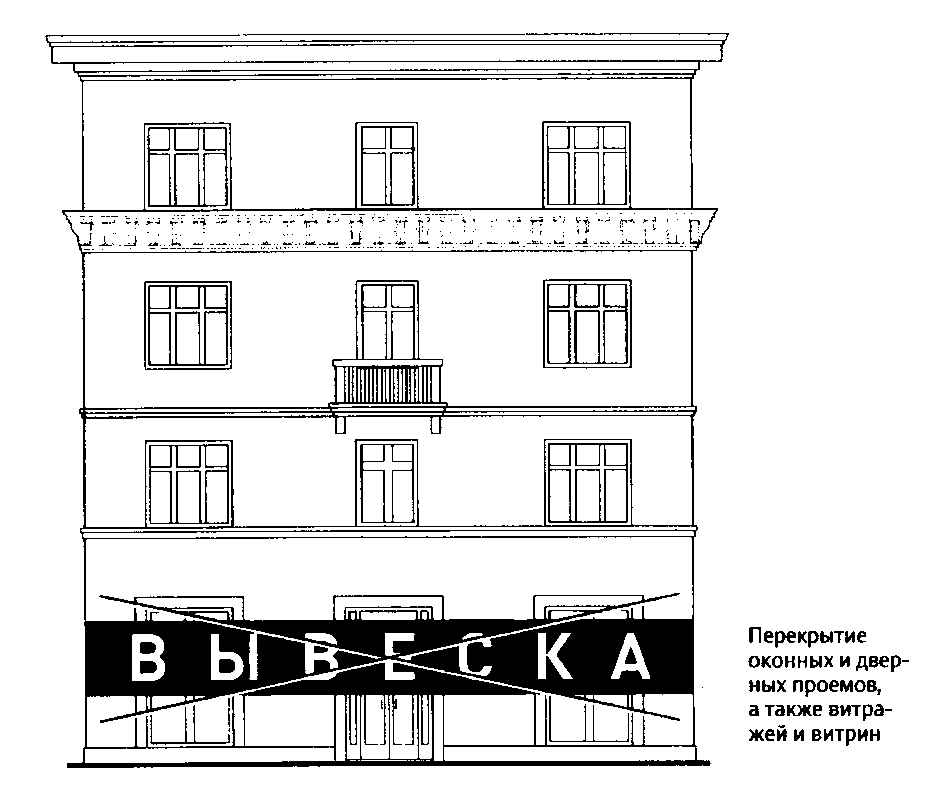 ВЫВЕСКА
Перекрытие
оконных и двер-
ных проемов,
а также витра-
жей и витрин